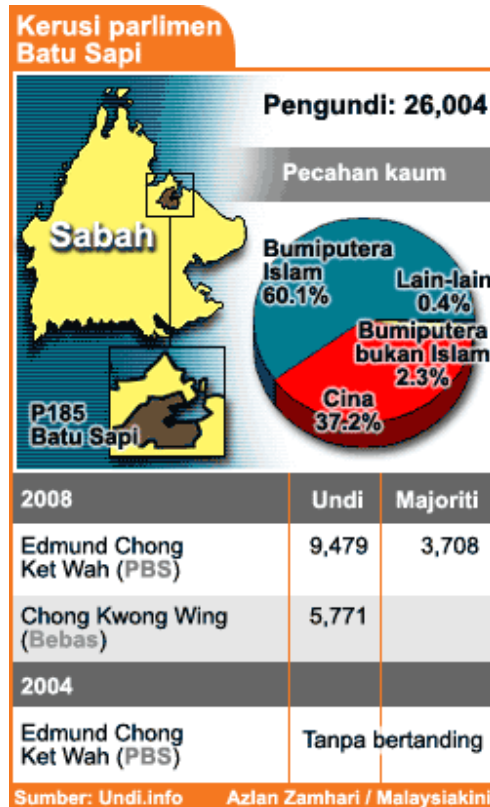 Kerusi parlimen
Batu Sapi
Pengundi: 26,004
Pecahan kaum
Sabah
Bumiputera
Islam
60.1%
Lain-lain
0.4%
Bumiputera
bukan Islam
2.3%
Cina
37.2%
P185
Batu Sapi
2008 Undi Majoriti
Edmund Chong 9,479 3,708
Ket Wah (PBS)
Chong Kwong Wing 5,771
(Bebas)
2004
Edmund Chong Tanpa bertanding
Ket Wah (PBS)
Sumber: Undi.info Azlan Zamhari / Malaysiakini